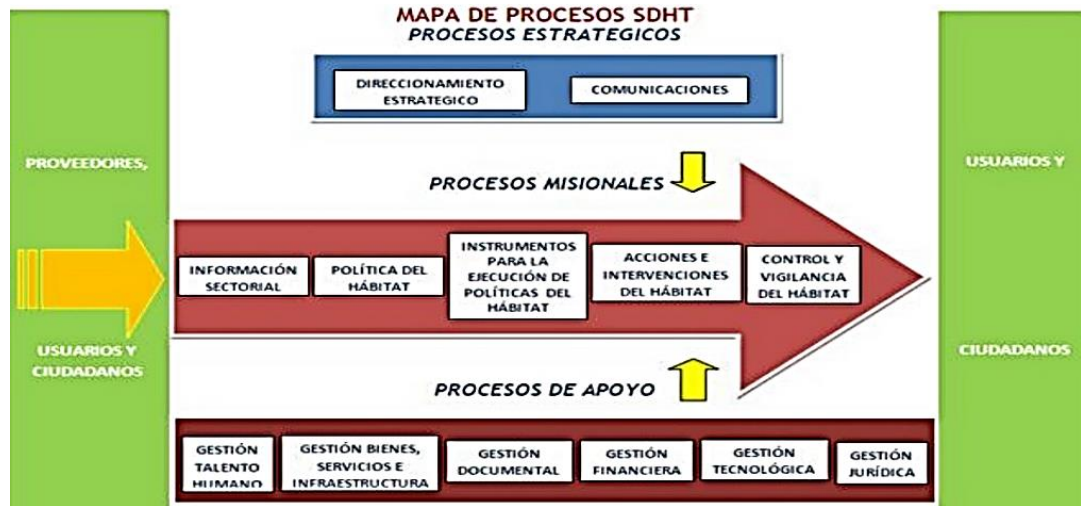 MAPA DE PROCESOS SDHT
PROCESOS ESTRATEGICOS
DIRECCIONAMIENTO
ESTRATEGICO
COMUNICACIONES
PROVEEDORES,
USUARIOS Y
CIUDADANOS
PROCESOS MISIONALES
INFORMACIÓN
SECTORIAL
POLÍTICA DEL
HÁBITAT
INSTRUMENTOS
PARA LA
EJECUCIÓN DE
POLÍTICAS DEL
HÁBITAT
ACCIONES E
INTERVENCIONES
DEL HÁBITAT
CONTROL Y
VIGILANCIA
DEL HÁBITAT
USUARIOS Y
CIUDADANOS
PROCESOS DE APOYO
GESTIÓN
TALENTO
HUMANO
GESTIÓN BIENES,
SERVICIOS E
INFRAESTRUCTURA
GESTIÓN
DOCUMENTAL
GESTIÓN
FINANCIERA
GESTIÓN
TECNOLÓGICA
GESTIÓN
JURÍDICA